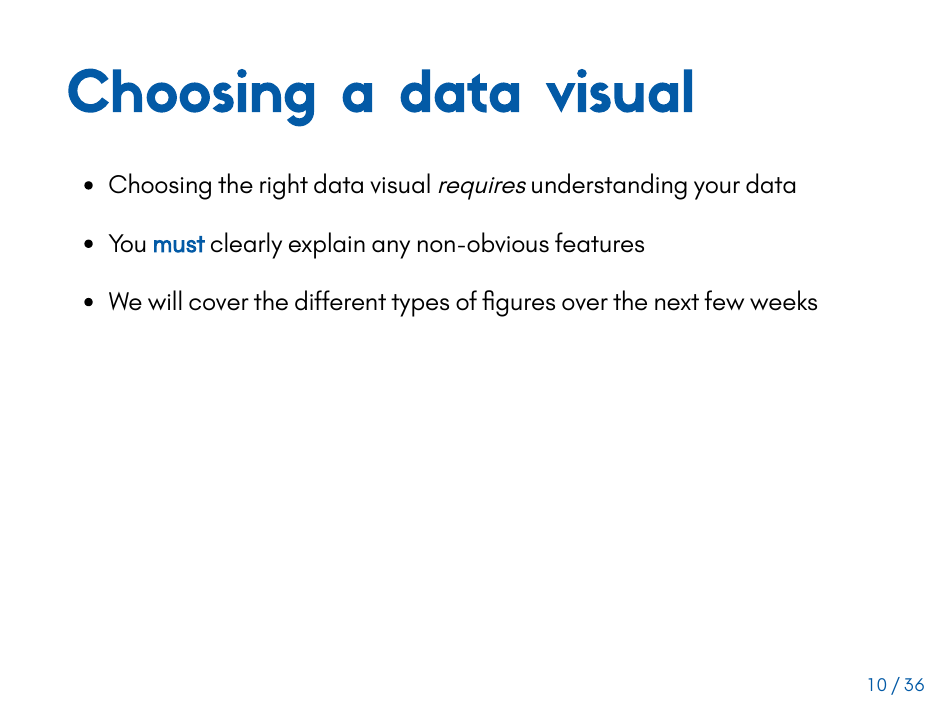 Choosing a data visual
• Choosing the right data visual requires understanding your data
• You must clearly explain any non-obvious features
• We will cover the different types of figures over the next few weeks
10 / 36